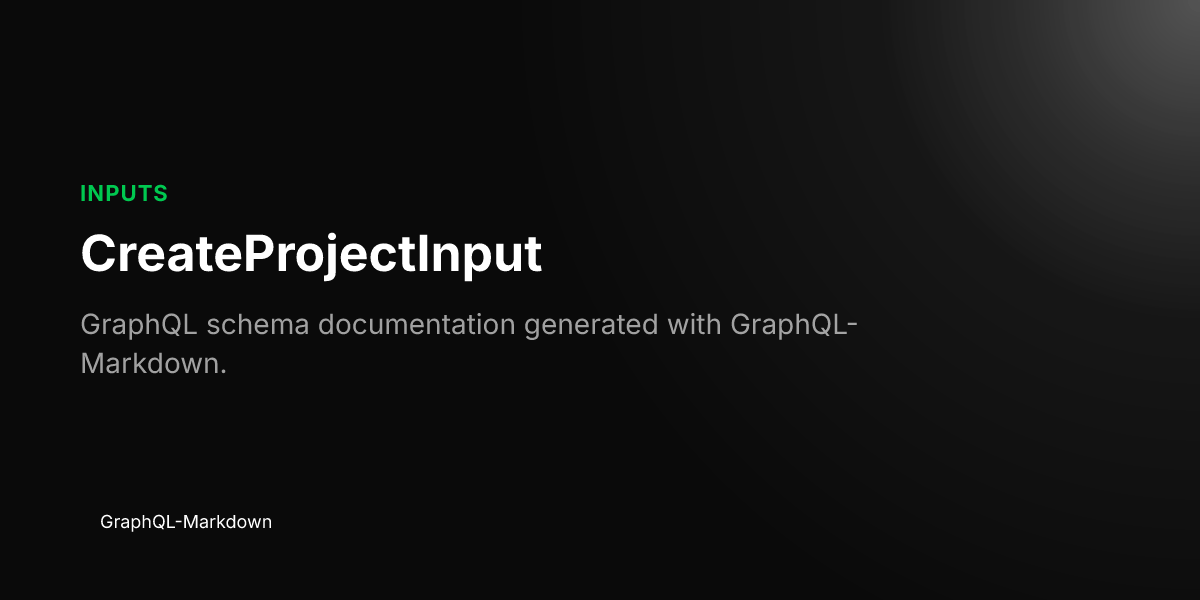 INPUTS
CreateProjectInput
GraphQL schema documentation generated with GraphQL-
Markdown.
GraphQL-Markdown